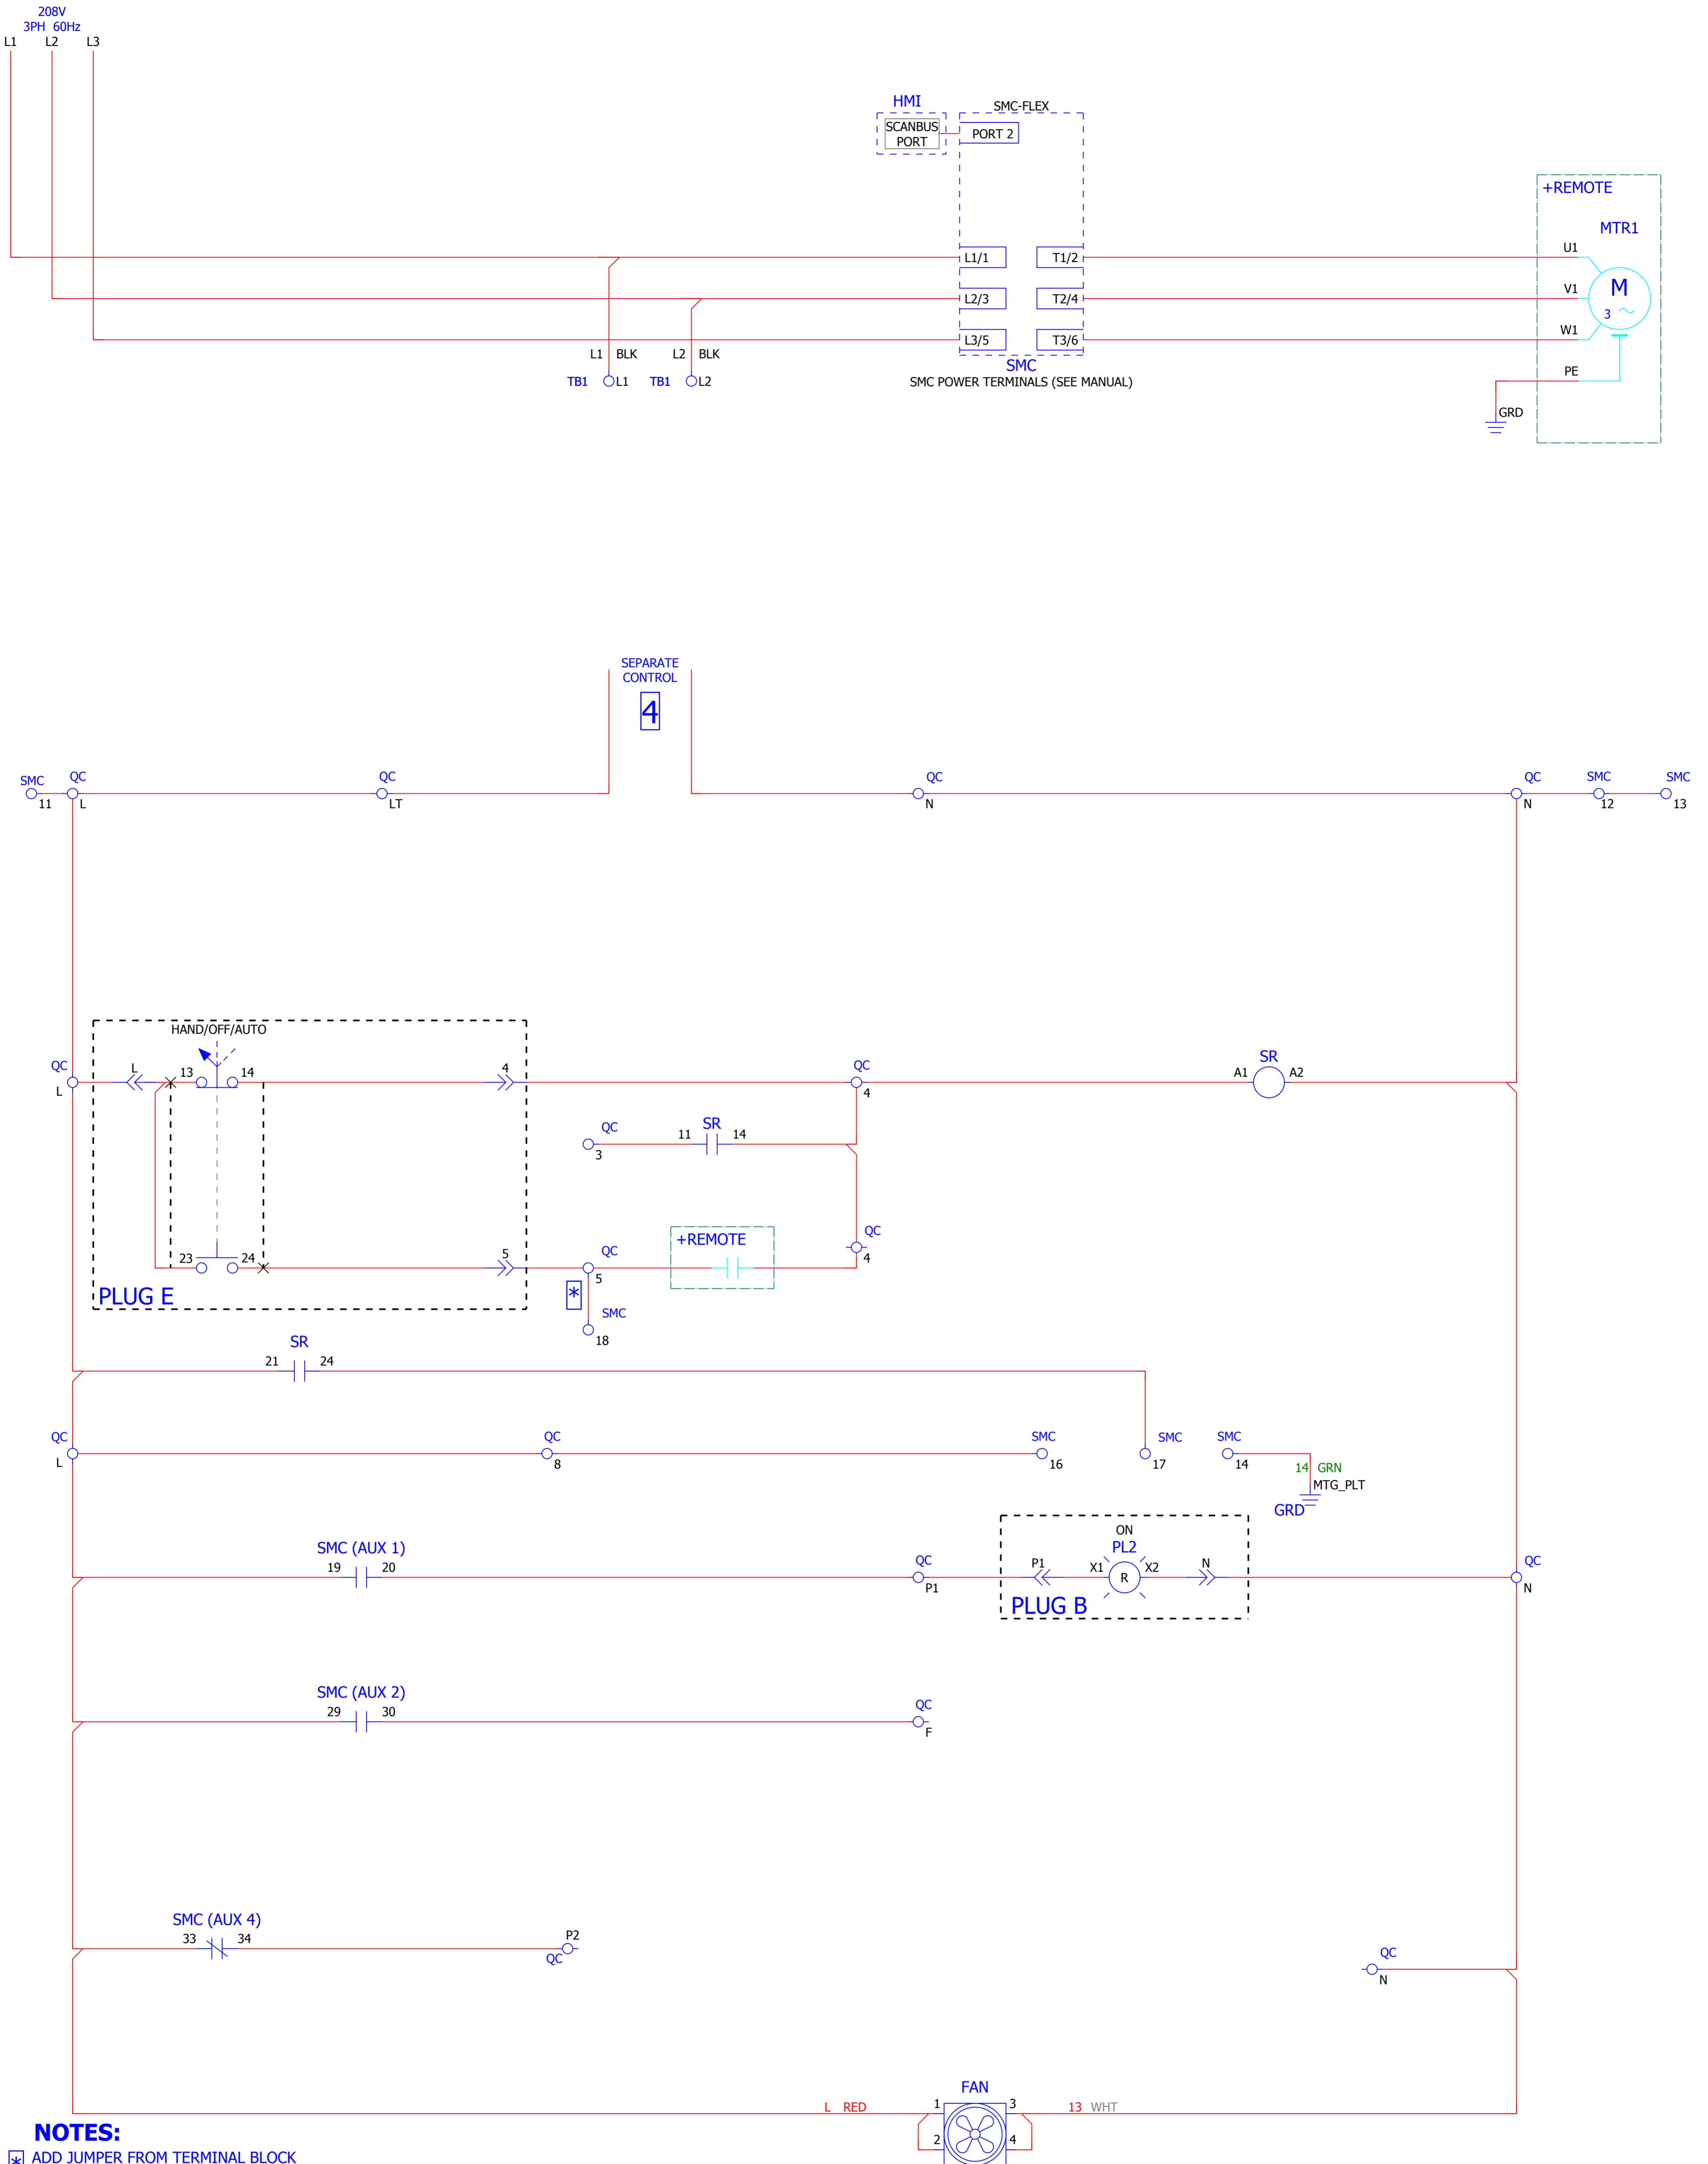 208V
3PH 60Hz
L1 L2 L3
HMI
SCANBUS
PORT
SMC-FLEX
PORT 2
+REMOTE
MTR1
L1/1 T1/2 U1
L2/3 T2/4 V1
M
3
L3/5 T3/6 W1
L1 BLK L2 BLK
SMC
SMC POWER TERMINALS (SEE MANUAL)
TB1 L1 TB1 L2
PE
GRD
SEPARATE
CONTROL
4
SMC QC QC QC QC SMC SMC
11 L LT N N 12 13
HAND/OFF/AUTO
QC L 13 14 4 QC SR
L 4 A1 A2
QC 11 SR 14
3
QC
4
+REMOTE
23 24 5 QC
5
PLUG E
*
SMC
18
SR
21 24
QC QC SMC SMC SMC
L 8 16 17 14
14 GRN
MTG_PLT
GRD
ON
SMC (AUX 1) PL2
19 20 QC P1 X1 X2 N QC
P1 R N
PLUG B
SMC (AUX 2)
29 30 QC
F
SMC (AUX 4)
33 34 P2
QC
QC
N
FAN
L RED 1 3 13 WHT
2 4
NOTES:
* ADD JUMPER FROM TERMINAL BLOCK